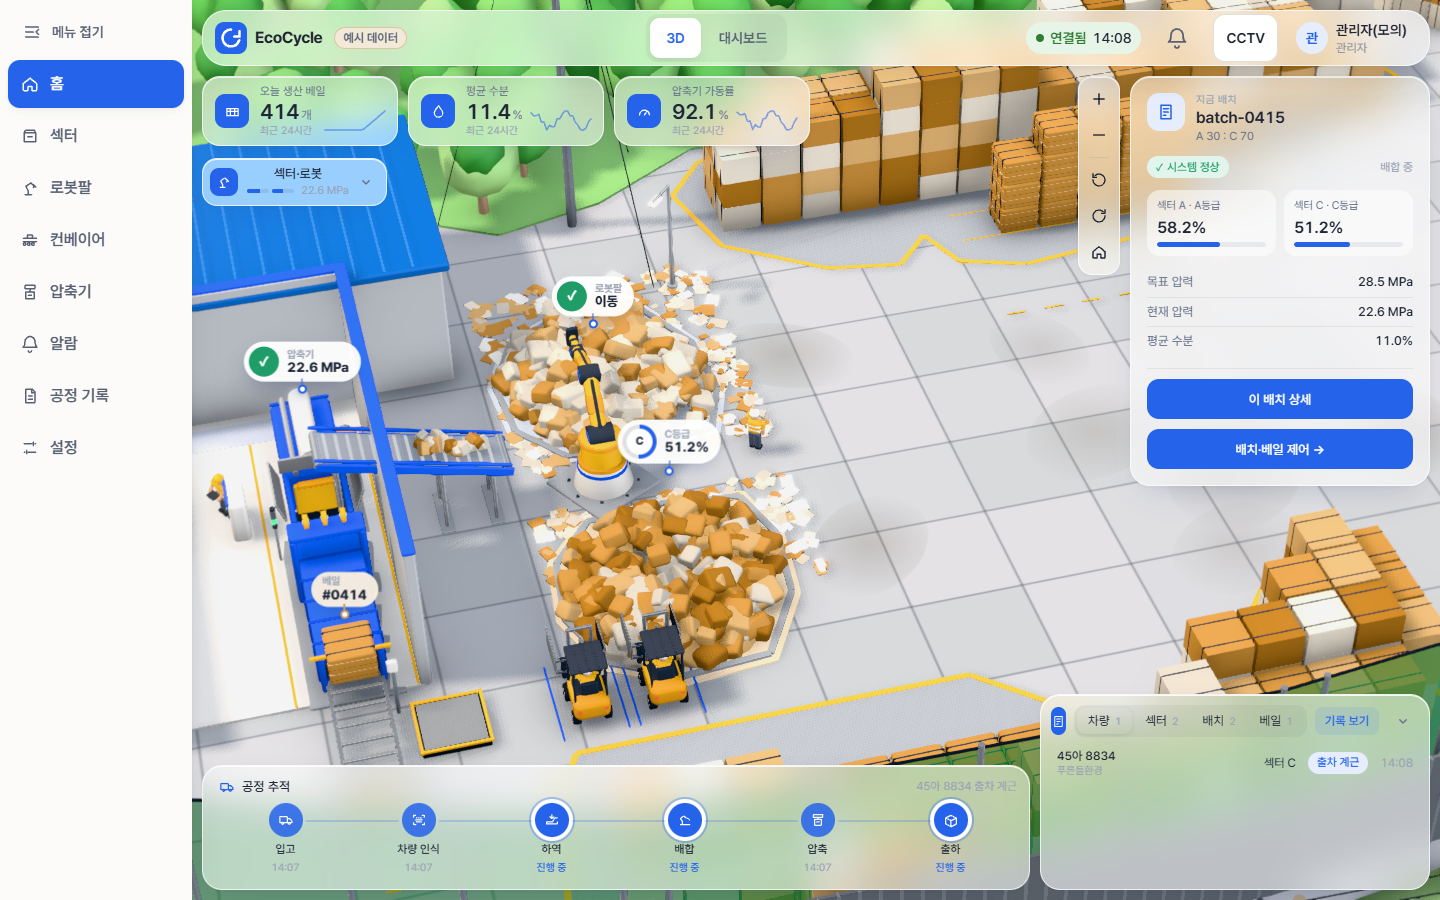 메뉴 접기
홈
섹터
로봇팔
컨베이어
압축기
알람
공정 기록
설정
EcoCycle
예시 데이터
3D
대시보드
연결됨 14:08
CCTV
관
관리자(모의)
관리자
오늘 생산 베일
414개
최근 24시간
평균 수분
11.4%
최근 24시간
압축기 가동률
92.1%
최근 24시간
섹터·로봇
22.6 MPa
지금 배치
batch-0415
A 30 : C 70
✓ 시스템 정상
배합 중
섹터 A · A등급
58.2%
섹터 C · C등급
51.2%
목표 압력
28.5 MPa
현재 압력
22.6 MPa
평균 수분
11.0%
이 배치 상세
배치·베일 제어 →
로봇팔
이동
압축기
22.6 MPa
C
C등급
51.2%
베일
#0414
공정 추적
45아 8834 출차 계근
입고
14:07
차량 인식
14:07
하역
진행 중
배합
진행 중
압축
14:07
출하
진행 중
차량 1
섹터 2
배치 2
베일 1
기록 보기
45아 8834
푸른들환경
섹터 C
출차 계근
14:08